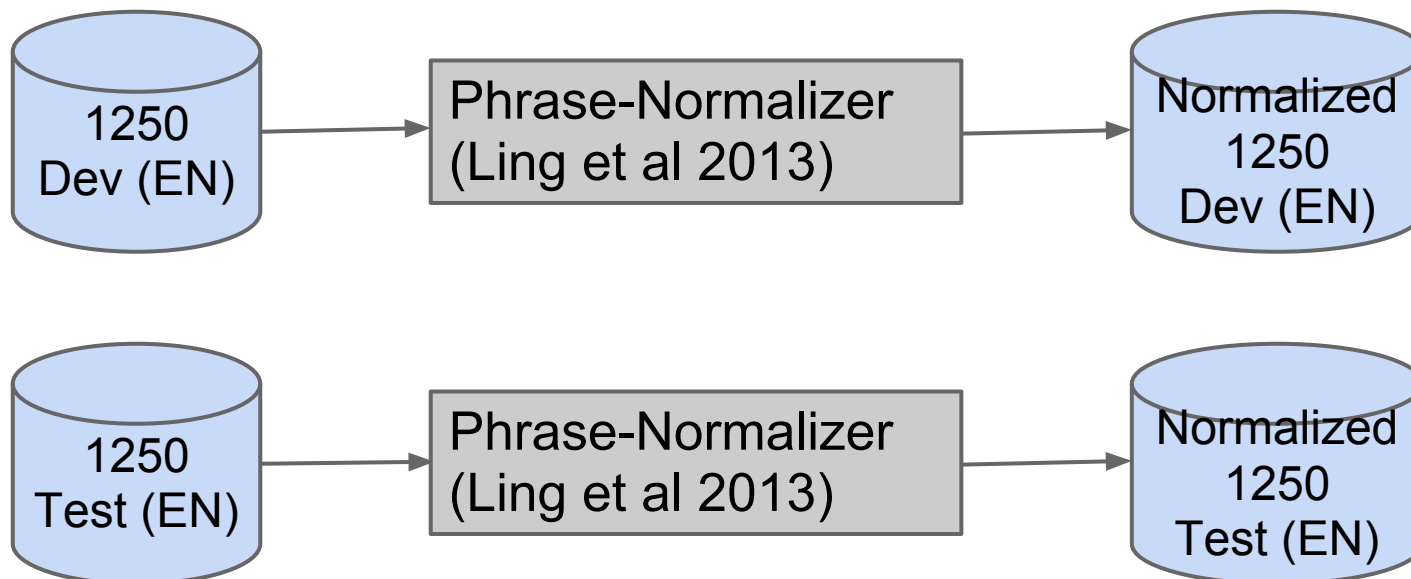 1250
Dev (EN)
Phrase-Normalizer
(Ling et al 2013)
Normalized
1250
Dev (EN)
1250
Test (EN)
Phrase-Normalizer
(Ling et al 2013)
Normalized
1250
Test (EN)